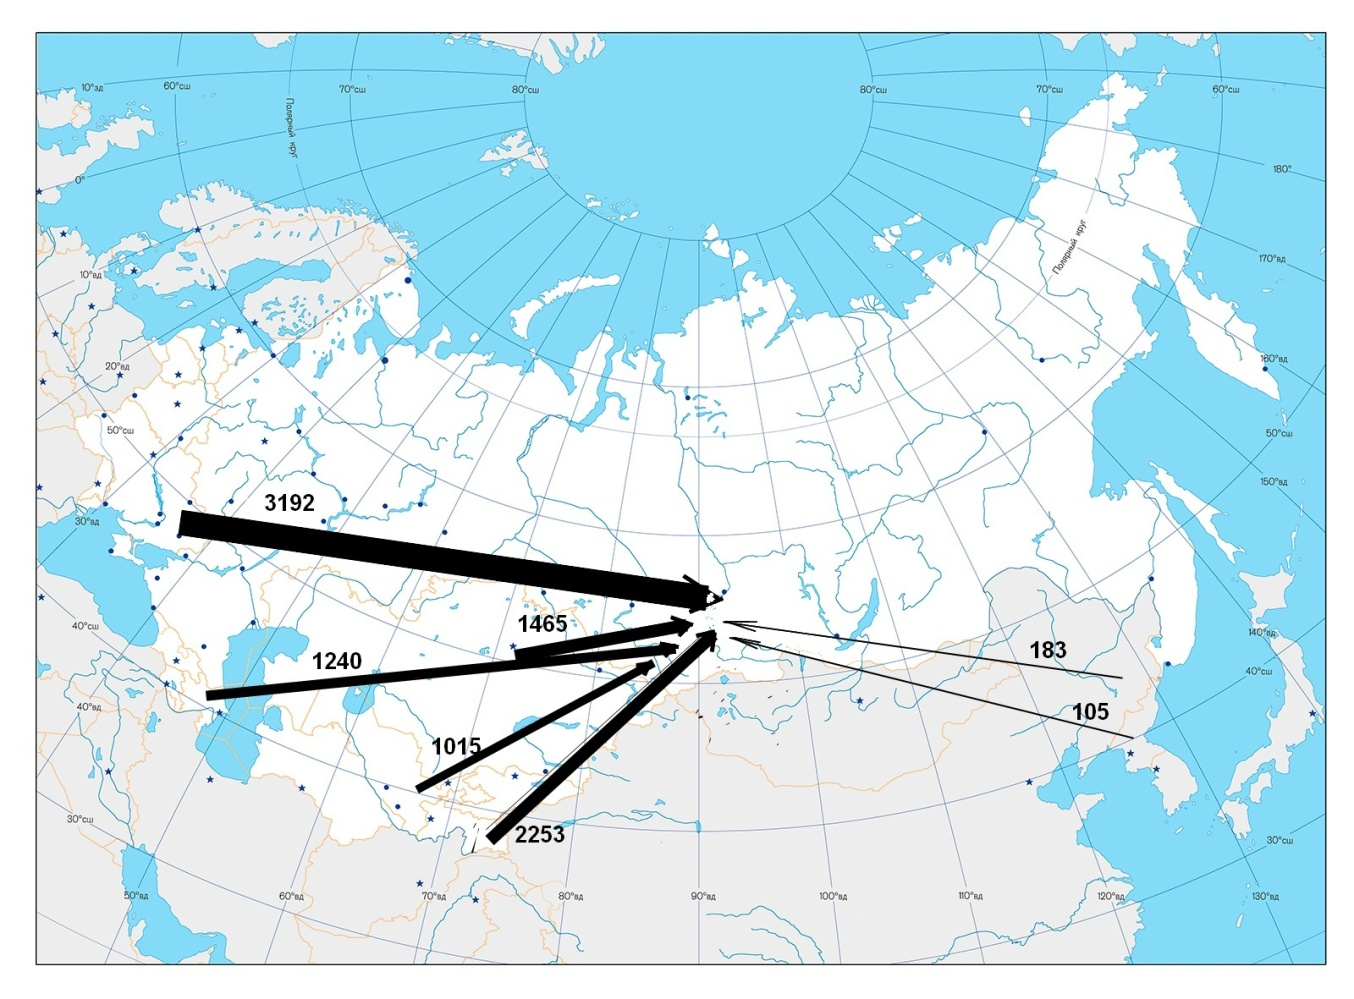 10°зд
60°сш
70°сш
80°сш
80°сш
70°сш
60°сш
Полярный круг
0°
180°
Полярный круг
10°вд
170°вд
20°вд
160°вд
50°сш
50°сш
150°вд
3192
30°вд
40°сш
1465
140°вд
1240
183
40°сш
40°вд
105
1015
30°сш
2253
30°сш
50°вд
60°вд
70°вд
80°вд
90°вд
100°вд
110°вд
120°вд
130°вд